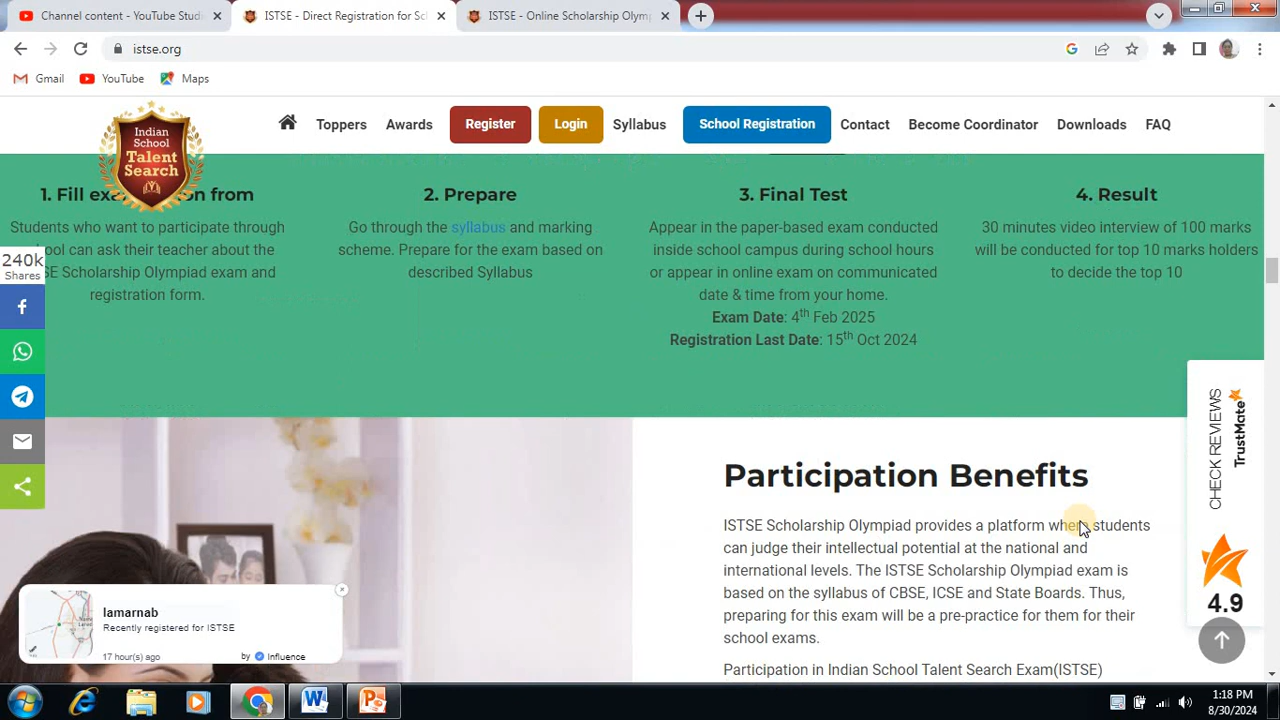 Channel content - YouTube Studi
ISTSE - Direct Registration for Sc
ISTSE - Online Scholarship Olymp
istse.org
Gmail
YouTube
Maps
Indian
School
Talent
Search
Toppers
Awards
Register
Login
Syllabus
School Registration
Contact
Become Coordinator
Downloads
FAQ
1. Fill ex on from
Students who want to participate through
ool can ask their teacher about the
SE Scholarship Olympiad exam and
registration form.
2. Prepare
Go through the syllabus and marking
scheme. Prepare for the exam based on
described Syllabus
3. Final Test
Appear in the paper-based exam conducted
inside school campus during school hours
or appear in online exam on communicated
date & time from your home.
Exam Date: 4th Feb 2025
Registration Last Date: 15th Oct 2024
4. Result
30 minutes video interview of 100 marks
will be conducted for top 10 marks holders
to decide the top 10
240k
Shares
CHECK REVIEWS
TrustMate
4.9
Participation Benefits
ISTSE Scholarship Olympiad provides a platform where students
can judge their intellectual potential at the national and
international levels. The ISTSE Scholarship Olympiad exam is
based on the syllabus of CBSE, ICSE and State Boards. Thus,
preparing for this exam will be a pre-practice for them for their
school exams.
Participation in Indian School Talent Search Exam(ISTSE)
Iamarnab
Recently registered for ISTSE
17 hour(s) ago
by Influence
1:18 PM
8/30/2024